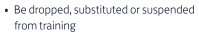 • Be dropped, substituted or suspended
from training